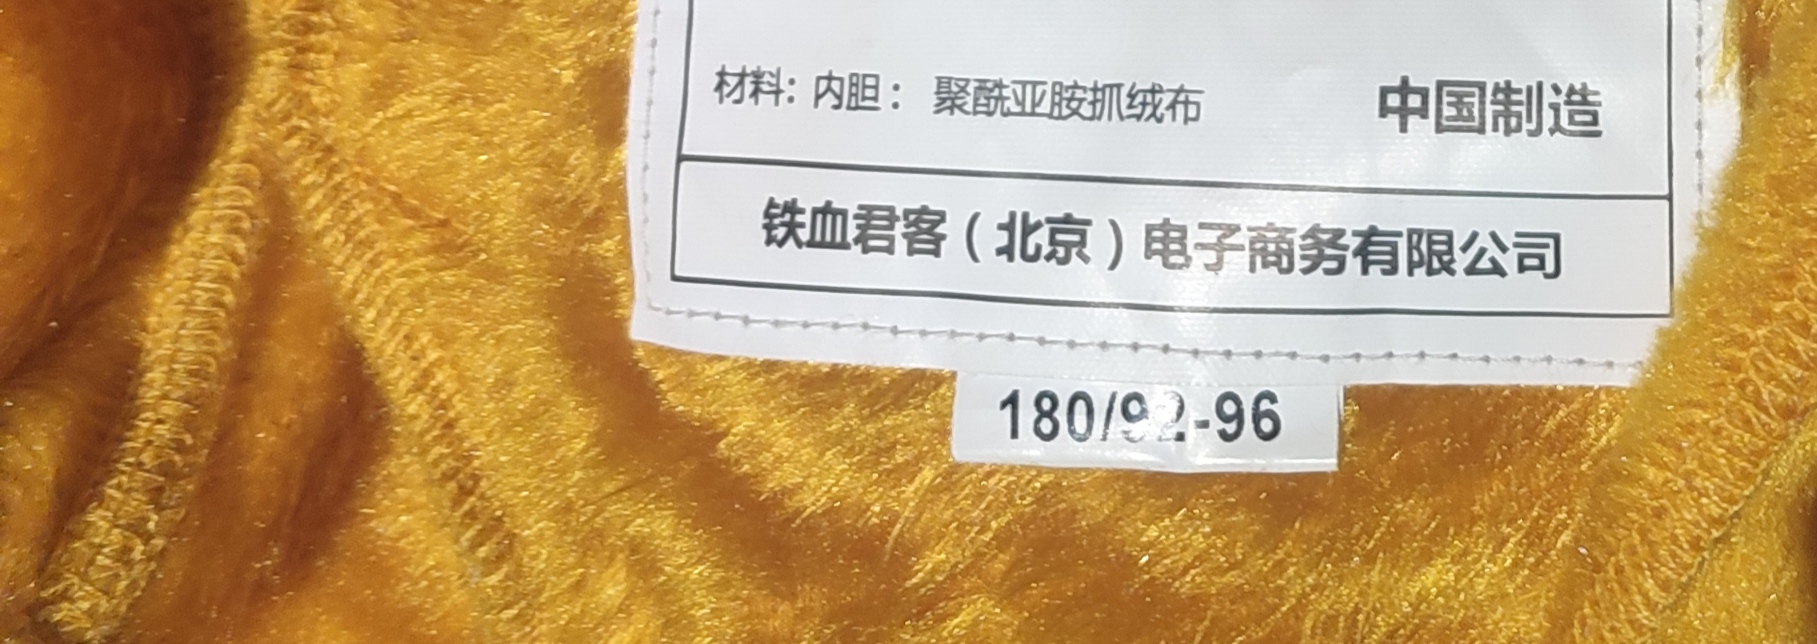 材料: 内胆: 聚酰亚胺抓绒布 中国制造
铁血君客(北京)电子商务有限公司
180/92-96